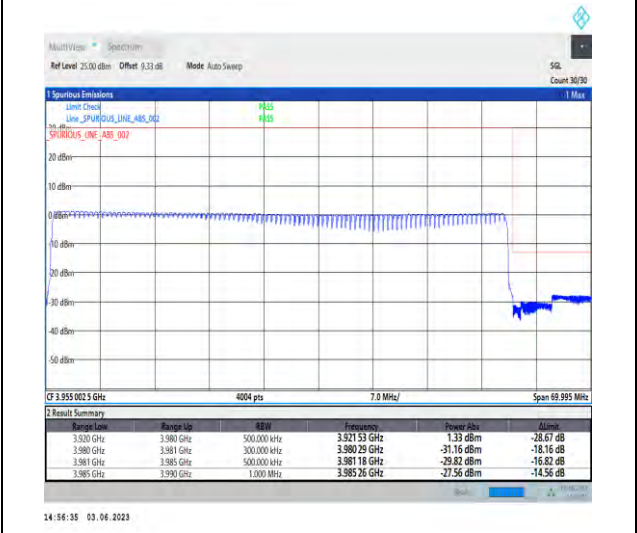 MultiView Spectrum
Ref Level 25.00 dBm Offset 9.33 dB Mode Auto Sweep SGL
Count 30/30
1 Spurious Emissions 1 Max
Limit Check PASS
Line _SPURIOUS_LINE_ABS_002 PASS
_SPURIOUS_LINE_ABS_002
20 dBm
10 dBm
0 dBm
-10 dBm
-20 dBm
-30 dBm
-40 dBm
-50 dBm
CF 3.955 002 5 GHz 4004 pts 7.0 MHz/ Span 69.995 MHz
2 Result Summary
Range Low Range Up RBW Frequency Power Abs ΔLimit
3.920 GHz 3.980 GHz 500.000 kHz 3.921 53 GHz 1.33 dBm -28.67 dB
3.980 GHz 3.981 GHz 300.000 kHz 3.980 29 GHz -31.16 dBm -18.16 dB
3.981 GHz 3.985 GHz 500.000 kHz 3.981 18 GHz -29.82 dBm -16.82 dB
3.985 GHz 3.990 GHz 1.000 MHz 3.985 26 GHz -27.56 dBm -14.56 dB
14:56:35 03.06.2023